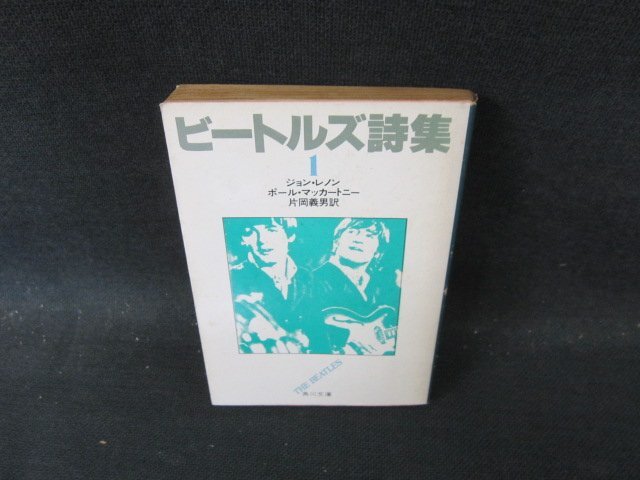 ビートルズ詩集
1
ジョン・レノン
ポール・マッカートニー
片岡義男訳
THE BEATLES
角川文庫